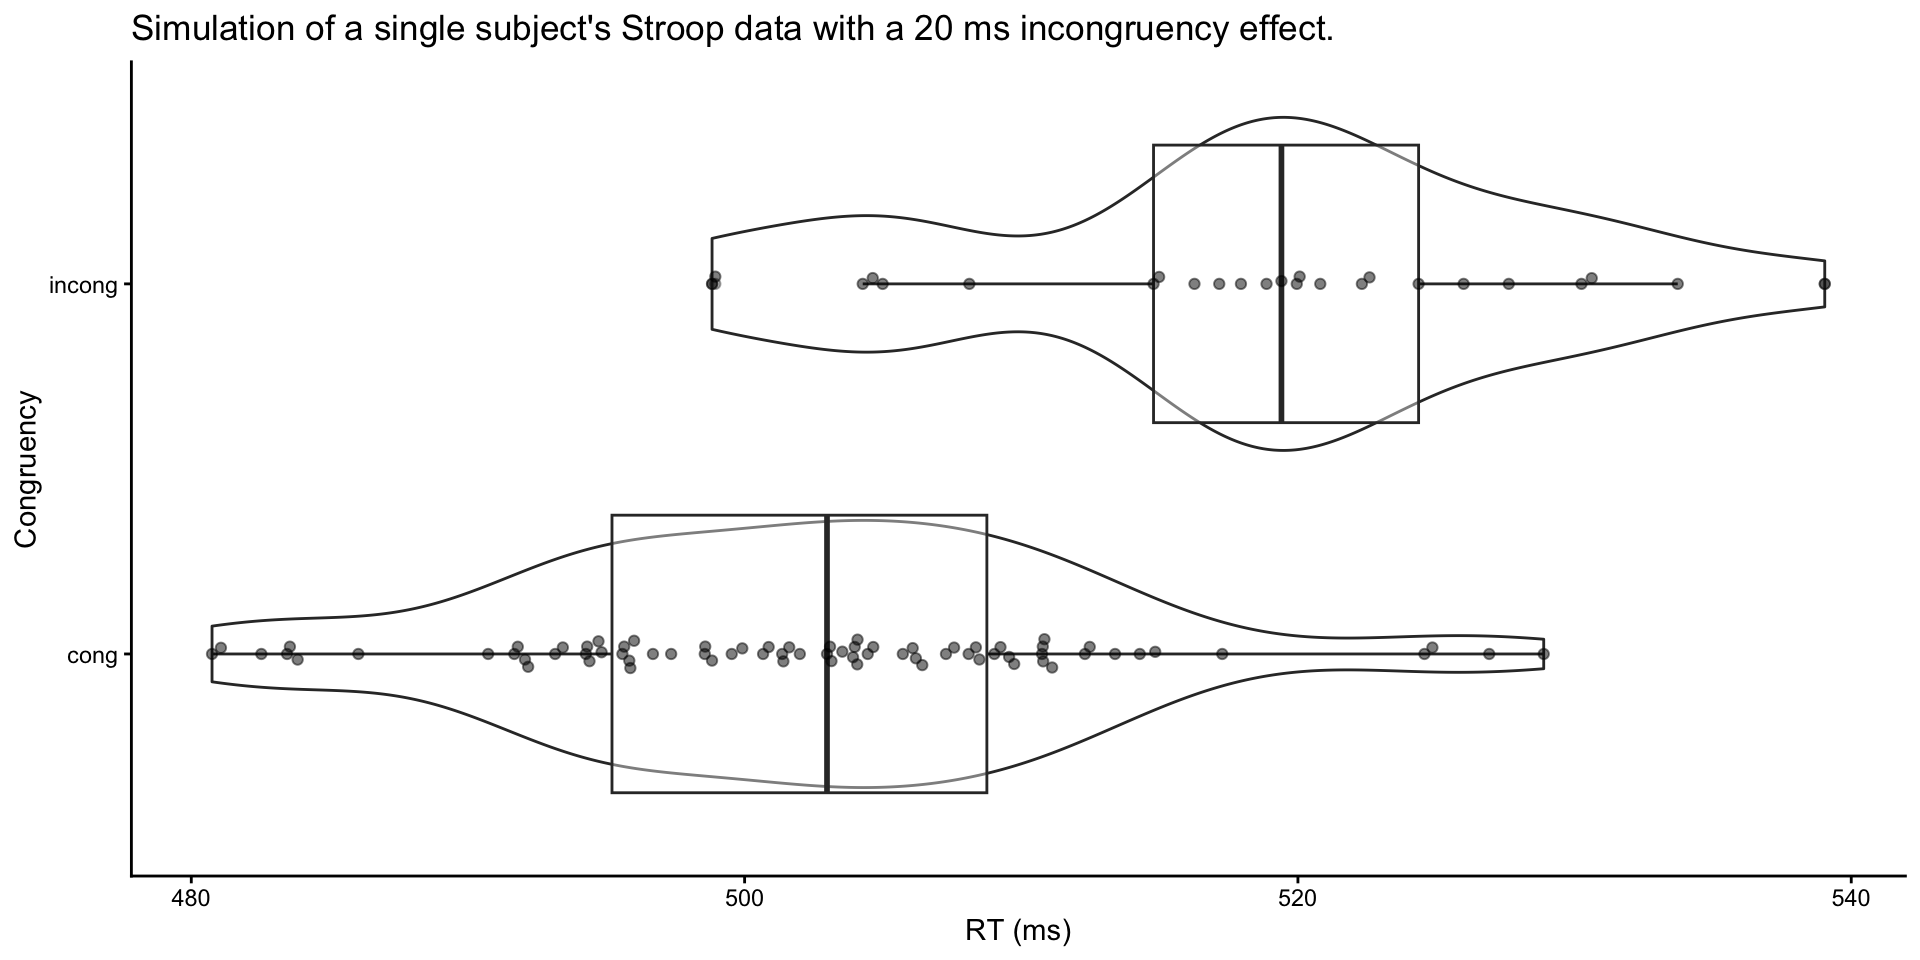 Simulation of a single subject's Stroop data with a 20 ms incongruency effect.
incong
Congruency
cong
480 500 520 540
RT (ms)